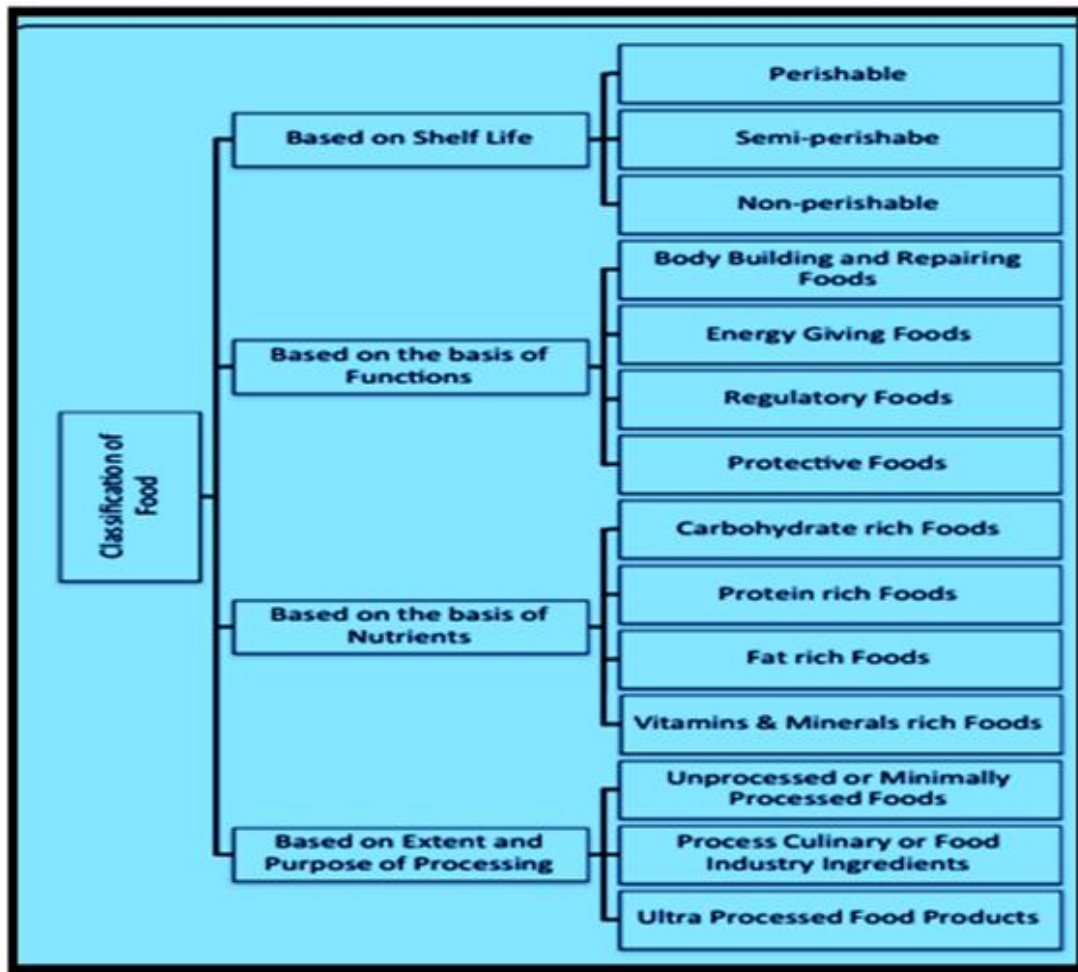 Classification of
Food
Based on Shelf Life
Perishable
Semi-perishabe
Non-perishable
Based on the basis of
Functions
Body Building and Repairing
Foods
Energy Giving Foods
Regulatory Foods
Protective Foods
Based on the basis of
Nutrients
Carbohydrate rich Foods
Protein rich Foods
Fat rich Foods
Vitamins & Minerals rich Foods
Based on Extent and
Purpose of Processing
Unprocessed or Minimally
Processed Foods
Process Culinary or Food
Industry Ingredients
Ultra Processed Food Products